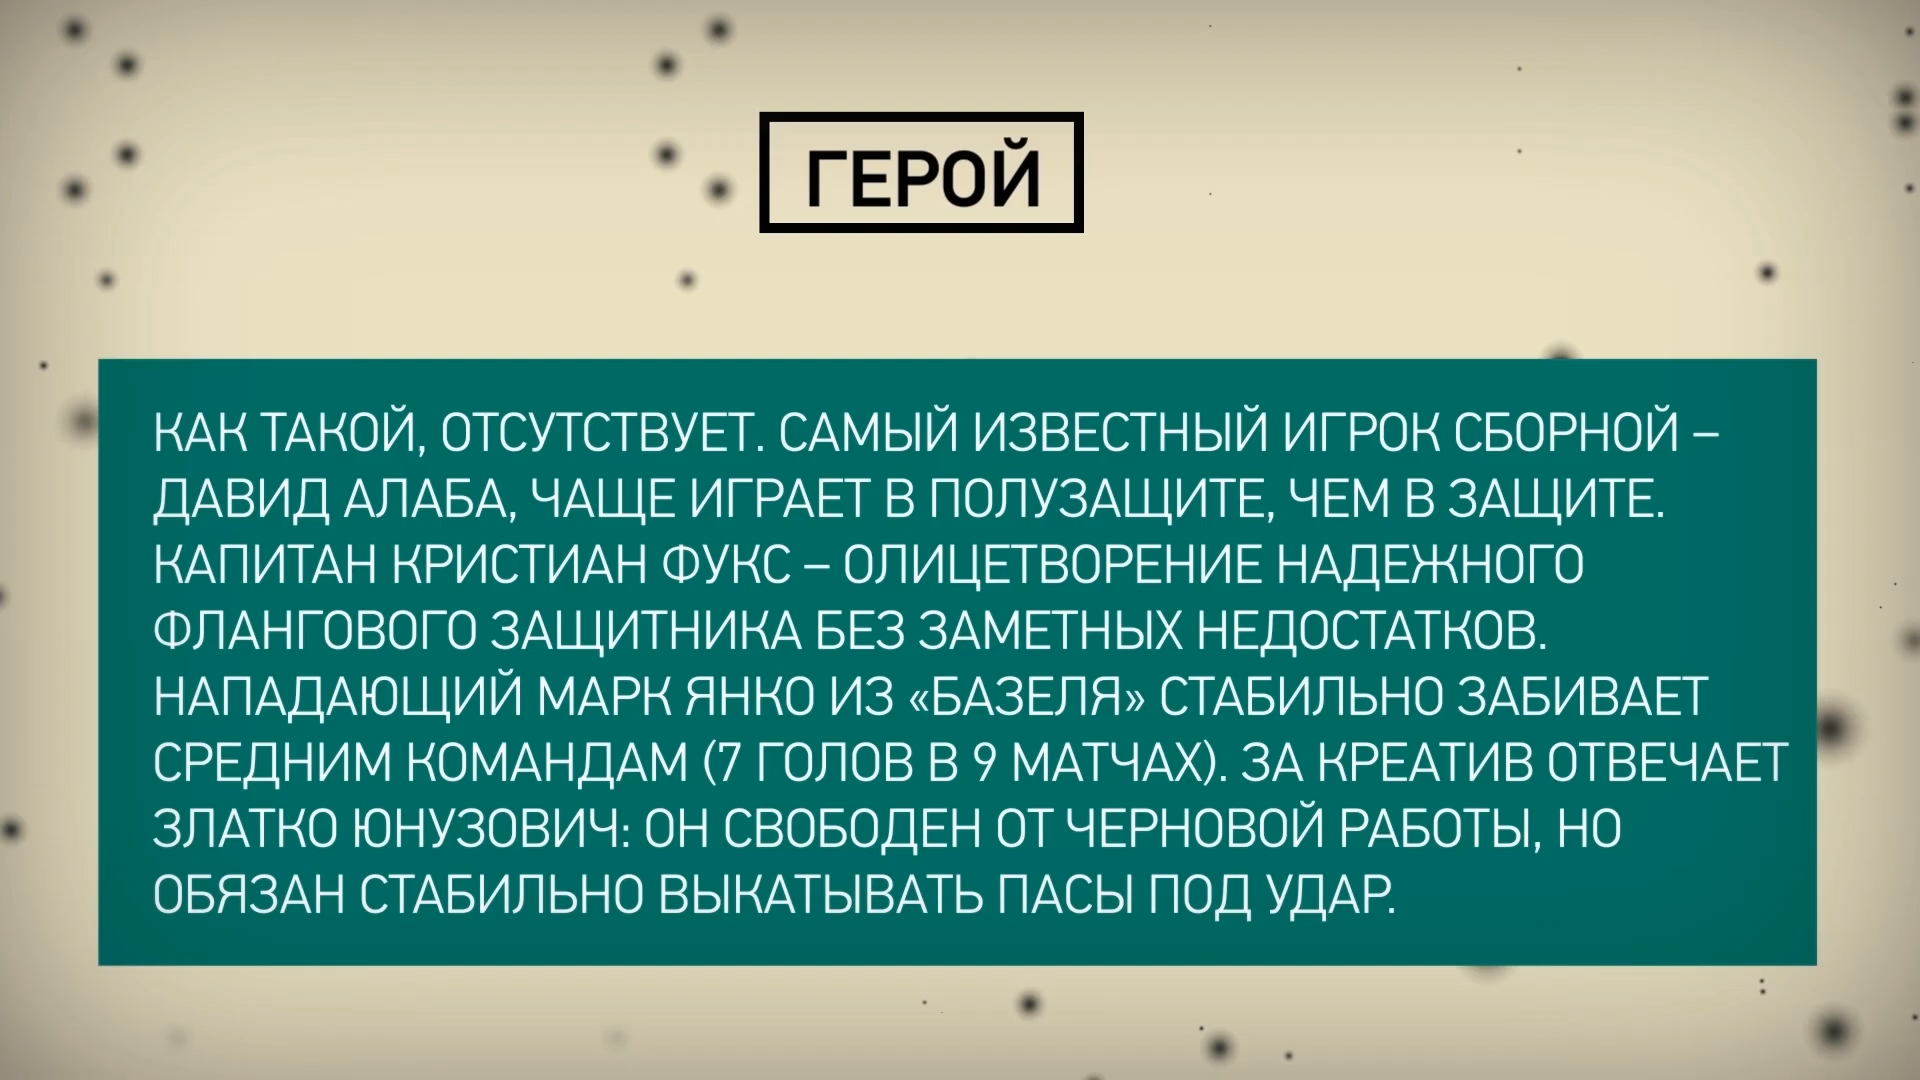 ГЕРОЙ
КАК ТАКОЙ, ОТСУТСТВУЕТ. САМЫЙ ИЗВЕСТНЫЙ ИГРОК СБОРНОЙ –
ДАВИД АЛАБА, ЧАЩЕ ИГРАЕТ В ПОЛУЗАЩИТЕ, ЧЕМ В ЗАЩИТЕ.
КАПИТАН КРИСТИАН ФУКС – ОЛИЦЕТВОРЕНИЕ НАДЕЖНОГО
ФЛАНГОВОГО ЗАЩИТНИКА БЕЗ ЗАМЕТНЫХ НЕДОСТАТКОВ.
НАПАДАЮЩИЙ МАРК ЯНКО ИЗ «БАЗЕЛЯ» СТАБИЛЬНО ЗАБИВАЕТ
СРЕДНИМ КОМАНДАМ (7 ГОЛОВ В 9 МАТЧАХ). ЗА КРЕАТИВ ОТВЕЧАЕТ
ЗЛАТКО ЮНУЗОВИЧ: ОН СВОБОДЕН ОТ ЧЕРНОВОЙ РАБОТЫ, НО
ОБЯЗАН СТАБИЛЬНО ВЫКАТЫВАТЬ ПАСЫ ПОД УДАР.